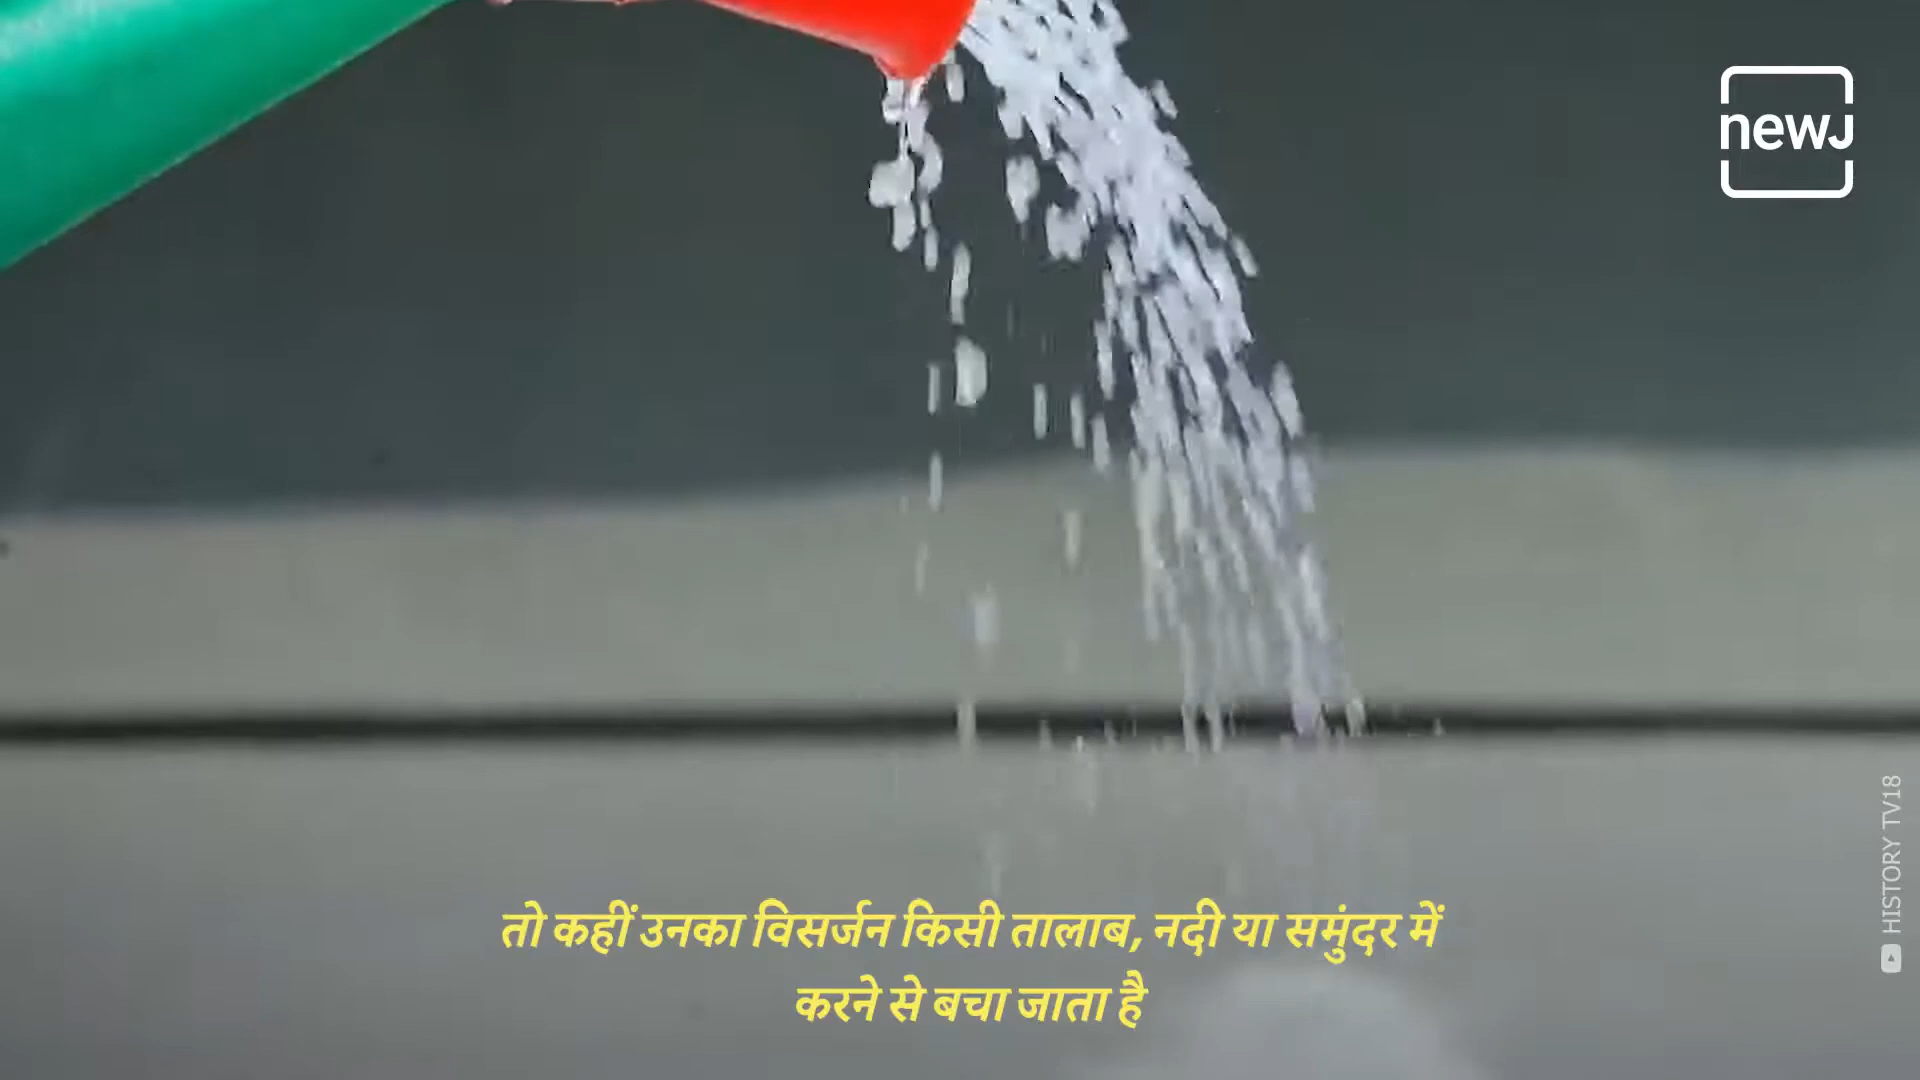 newJ
HISTORY TV18
तो कहीं उनका विसर्जन किसी तालाब, नदी या समुंदर में
करने से बचा जाता है